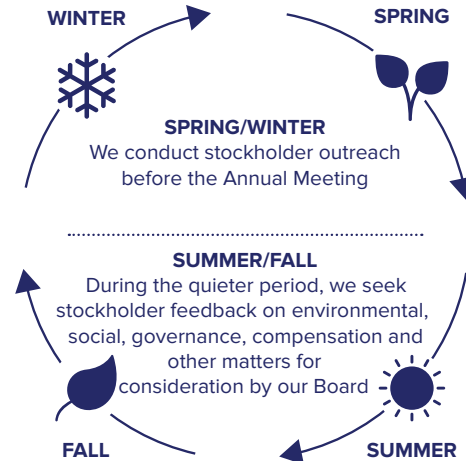 WINTER
SPRING
SPRING/WINTER
We conduct stockholder outreach
before the Annual Meeting
SUMMER/FALL
During the quieter period, we seek
stockholder feedback on environmental,
social, governance, compensation and
other matters for
consideration by our Board
FALL
SUMMER